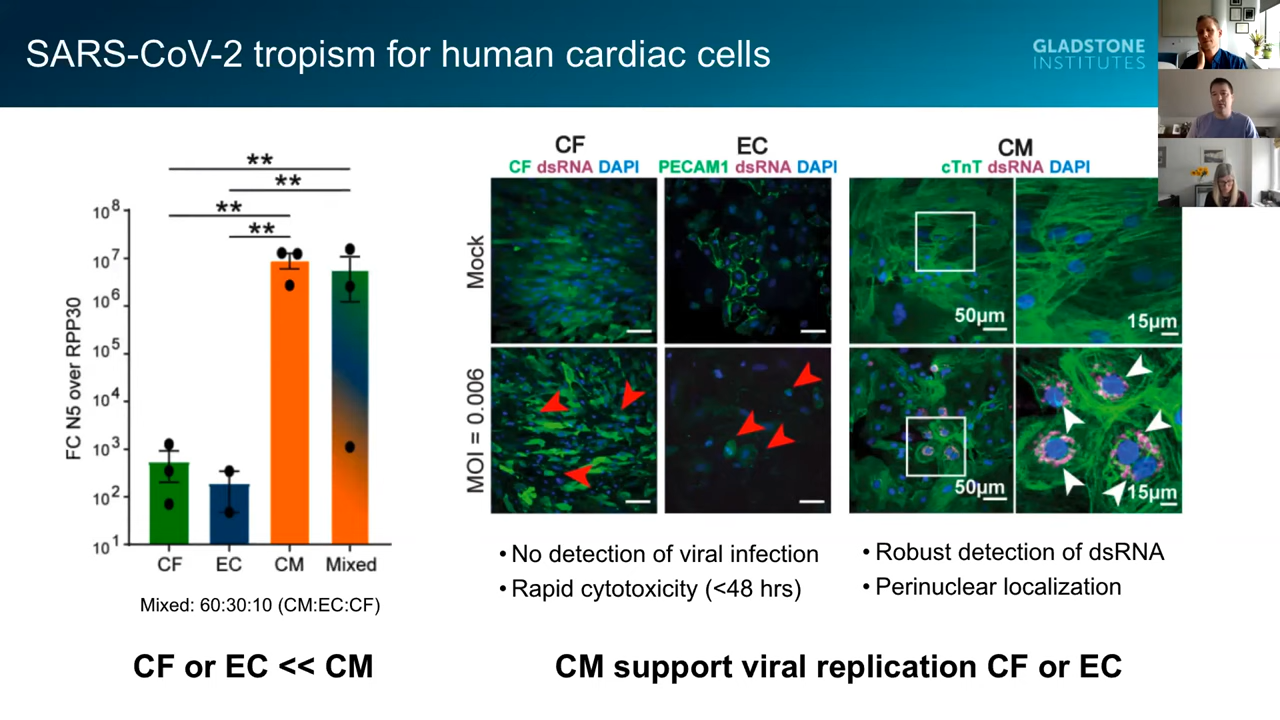 SARS-CoV-2 tropism for human cardiac cells
GLADSTONE
INSTITUTES
**
**
**
**
10^8
10^7
10^6
10^5
10^4
10^3
10^2
10^1
FC N5 over RPP30
CF EC CM Mixed
Mixed: 60:30:10 (CM:EC:CF)
CF or EC << CM
CF EC CM
CF dsRNA DAPI PECAM1 dsRNA DAPI cTnT dsRNA DAPI
Mock
50μm 15μm
MOI = 0.006
50μm 15μm
• No detection of viral infection
• Rapid cytotoxicity (<48 hrs)
• Robust detection of dsRNA
• Perinuclear localization
CM support viral replication CF or EC